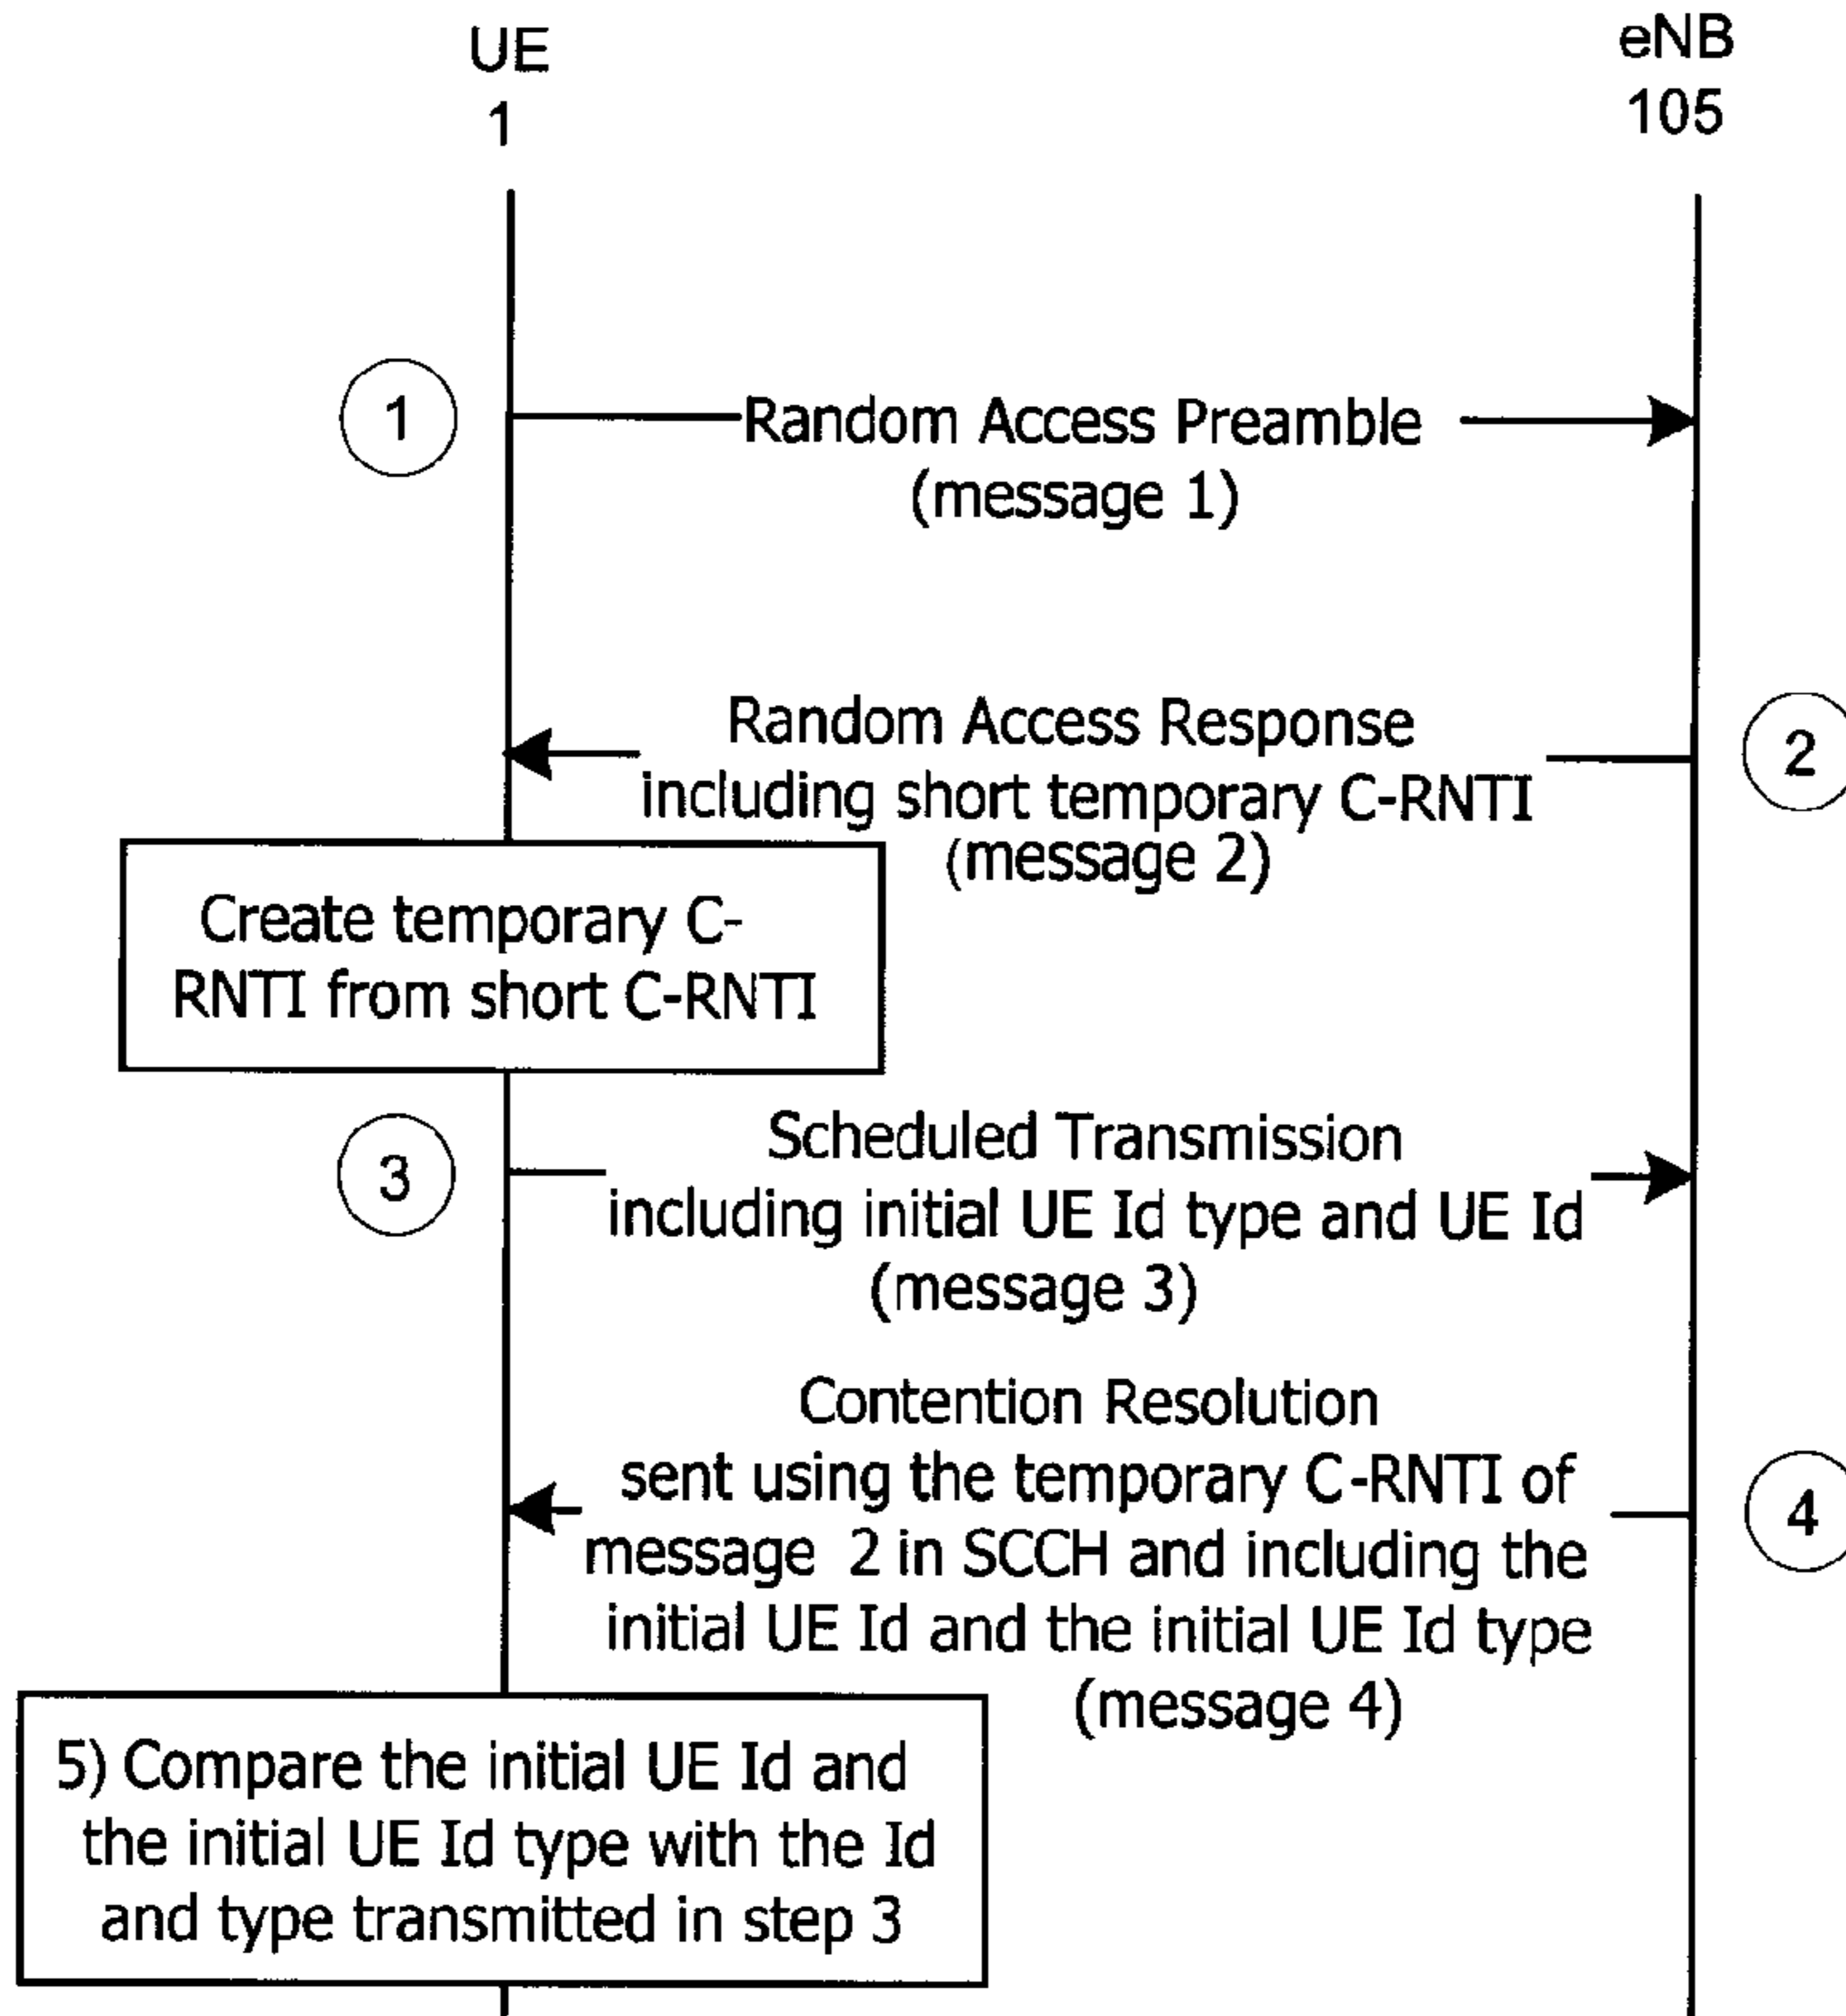 UE
1
eNB
105
1
Random Access Preamble
(message 1)
Random Access Response
including short temporary C-RNTI
(message 2)
2
Create temporary C-
RNTI from short C-RNTI
3
Scheduled Transmission
including initial UE Id type and UE Id
(message 3)
Contention Resolution
sent using the temporary C-RNTI of
message 2 in SCCH and including the
initial UE Id and the initial UE Id type
(message 4)
4
5) Compare the initial UE Id and
the initial UE Id type with the Id
and type transmitted in step 3